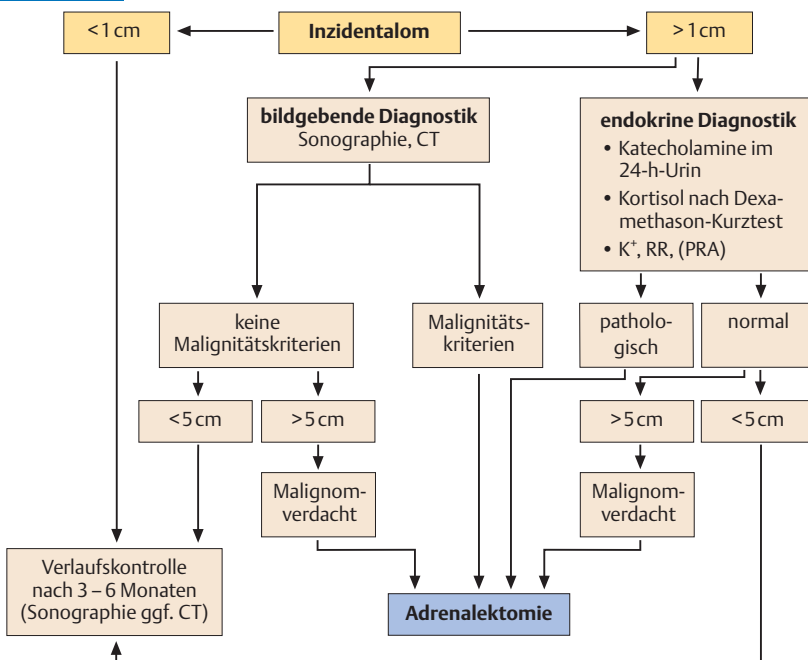 <1 cm
Inzidentalom
>1 cm
bildgebende Diagnostik
Sonographie, CT
endokrine Diagnostik
• Katecholamine im
24-h-Urin
• Kortisol nach Dexa-
methason-Kurztest
• K⁺, RR, (PRA)
keine
Malignitätskriterien
Malignitäts-
kriterien
patholo-
gisch
normal
<5 cm
>5 cm
>5 cm
<5 cm
Malignom-
verdacht
Malignom-
verdacht
Verlaufskontrolle
nach 3 – 6 Monaten
(Sonographie ggf. CT)
Adrenalektomie